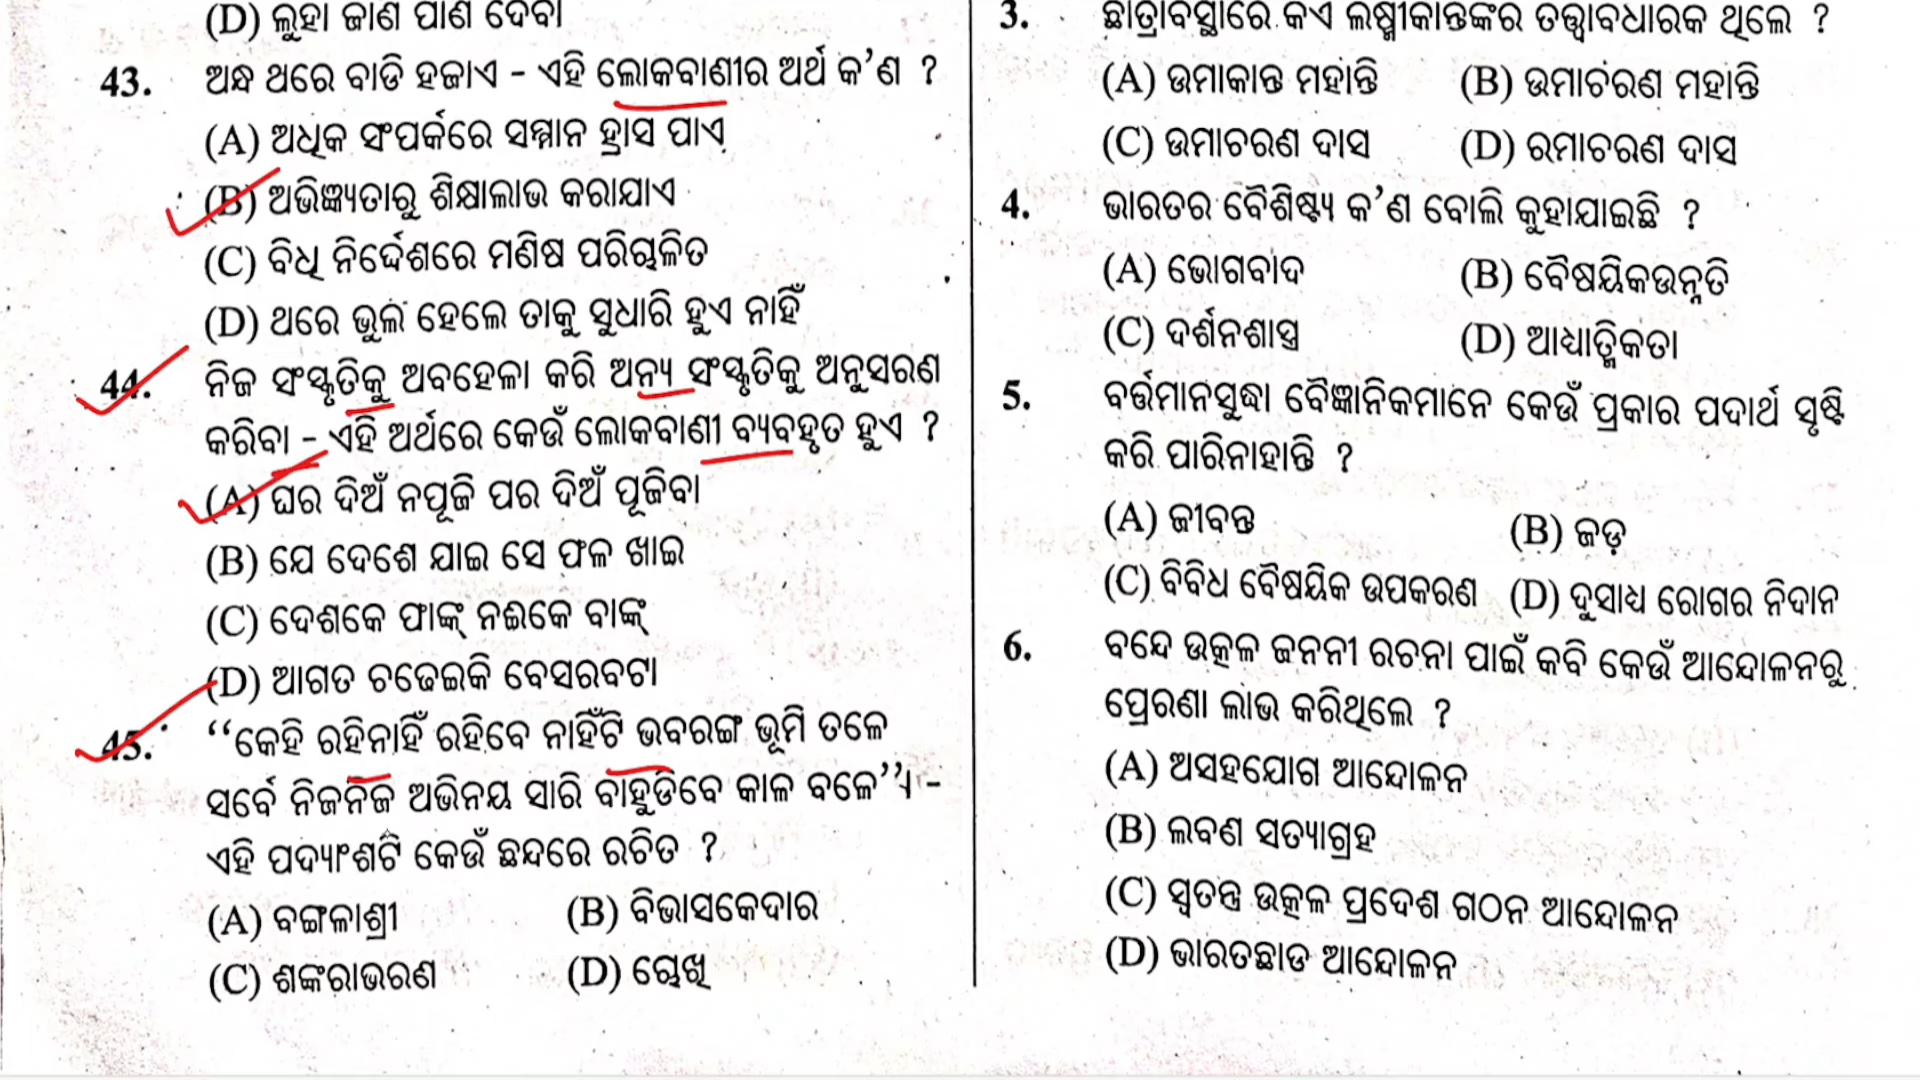 (D) ଲୁହା ଜାଣି ପାଣି ଦେବା
43. ଅନ୍ଧ ଥରେ ବାଡି ହଜାଏ – ଏହି ଲୋକବାଣୀର ଅର୍ଥ କ’ଣ ?
(A) ଅଧିକ ସଂପର୍କରେ ସମ୍ମାନ ହ୍ରାସ ପାଏ
(B) ଅଭିଜ୍ଞ୍ୟତାରୁ ଶିକ୍ଷାଲାଭ କରାଯାଏ
(C) ବିଧି ନିର୍ଦ୍ଦେଶରେ ମଣିଷ ପରିଚାଳିତ
(D) ଥରେ ଭୁଲ ହେଲେ ତାକୁ ସୁଧାରି ହୁଏ ନାହିଁ
44. ନିଜ ସଂସ୍କୃତିକୁ ଅବହେଳା କରି ଅନ୍ୟ ସଂସ୍କୃତିକୁ ଅନୁସରଣ
କରିବା – ଏହି ଅର୍ଥରେ କେଉଁ ଲୋକବାଣୀ ବ୍ୟବହୃତ ହୁଏ ?
(A) ଘର ଦିଅଁ ନପୂଜି ପର ଦିଅଁ ପୂଜିବା
(B) ଯେ ଦେଶେ ଯାଇ ସେ ଫଳ ଖାଇ
(C) ଦେଶକେ ଫାଙ୍କ୍ ନଈକେ ବାଙ୍କ୍
(D) ଆଗତ ଚଢେଇକି ବେସରବଟା
45. ‘‘କେହି ରହିନାହିଁ ରହିବେ ନାହିଁଟି ଭବରଙ୍ଗ ଭୂମି ତଳେ
ସର୍ବେ ନିଜନିଜ ଅଭିନୟ ସାରି ବାହୁଡିବେ କାଳ ବଳେ’’। –
ଏହି ପଦ୍ୟାଂଶଟି କେଉଁ ଛନ୍ଦରେ ରଚିତ ?
(A) ବଙ୍ଗଳାଶ୍ରୀ (B) ବିଭାସକେଦାର
(C) ଶଙ୍କରାଭରଣ (D) ଚୋଖି
3. ଛାତ୍ରାବସ୍ଥାରେ କିଏ ଲକ୍ଷ୍ମୀକାନ୍ତଙ୍କର ତତ୍ତ୍ୱାବଧାରକ ଥିଲେ ?
(A) ଉମାକାନ୍ତ ମହାନ୍ତି (B) ଉମାଚରଣ ମହାନ୍ତି
(C) ଉମାଚରଣ ଦାସ (D) ରମାଚରଣ ଦାସ
4. ଭାରତର ବୈଶିଷ୍ଟ୍ୟ କ’ଣ ବୋଲି କୁହାଯାଇଛି ?
(A) ଭୋଗବାଦ (B) ବୈଷୟିକଉନ୍ନତି
(C) ଦର୍ଶନଶାସ୍ତ୍ର (D) ଆଧ୍ୟାତ୍ମିକତା
5. ବର୍ତ୍ତମାନସୁଦ୍ଧା ବୈଜ୍ଞାନିକମାନେ କେଉଁ ପ୍ରକାର ପଦାର୍ଥ ସୃଷ୍ଟି
କରି ପାରିନାହାନ୍ତି ?
(A) ଜୀବନ୍ତ (B) ଜଡ଼
(C) ବିବିଧ ବୈଷୟିକ ଉପକରଣ (D) ଦୁସାଧ୍ୟ ରୋଗର ନିଦାନ
6. ବନ୍ଦେ ଉତ୍କଳ ଜନନୀ ରଚନା ପାଇଁ କବି କେଉଁ ଆନ୍ଦୋଳନରୁ
ପ୍ରେରଣା ଲାଭ କରିଥିଲେ ?
(A) ଅସହଯୋଗ ଆନ୍ଦୋଳନ
(B) ଲବଣ ସତ୍ୟାଗ୍ରହ
(C) ସ୍ୱତନ୍ତ୍ର ଉତ୍କଳ ପ୍ରଦେଶ ଗଠନ ଆନ୍ଦୋଳନ
(D) ଭାରତଛାଡ ଆନ୍ଦୋଳନ